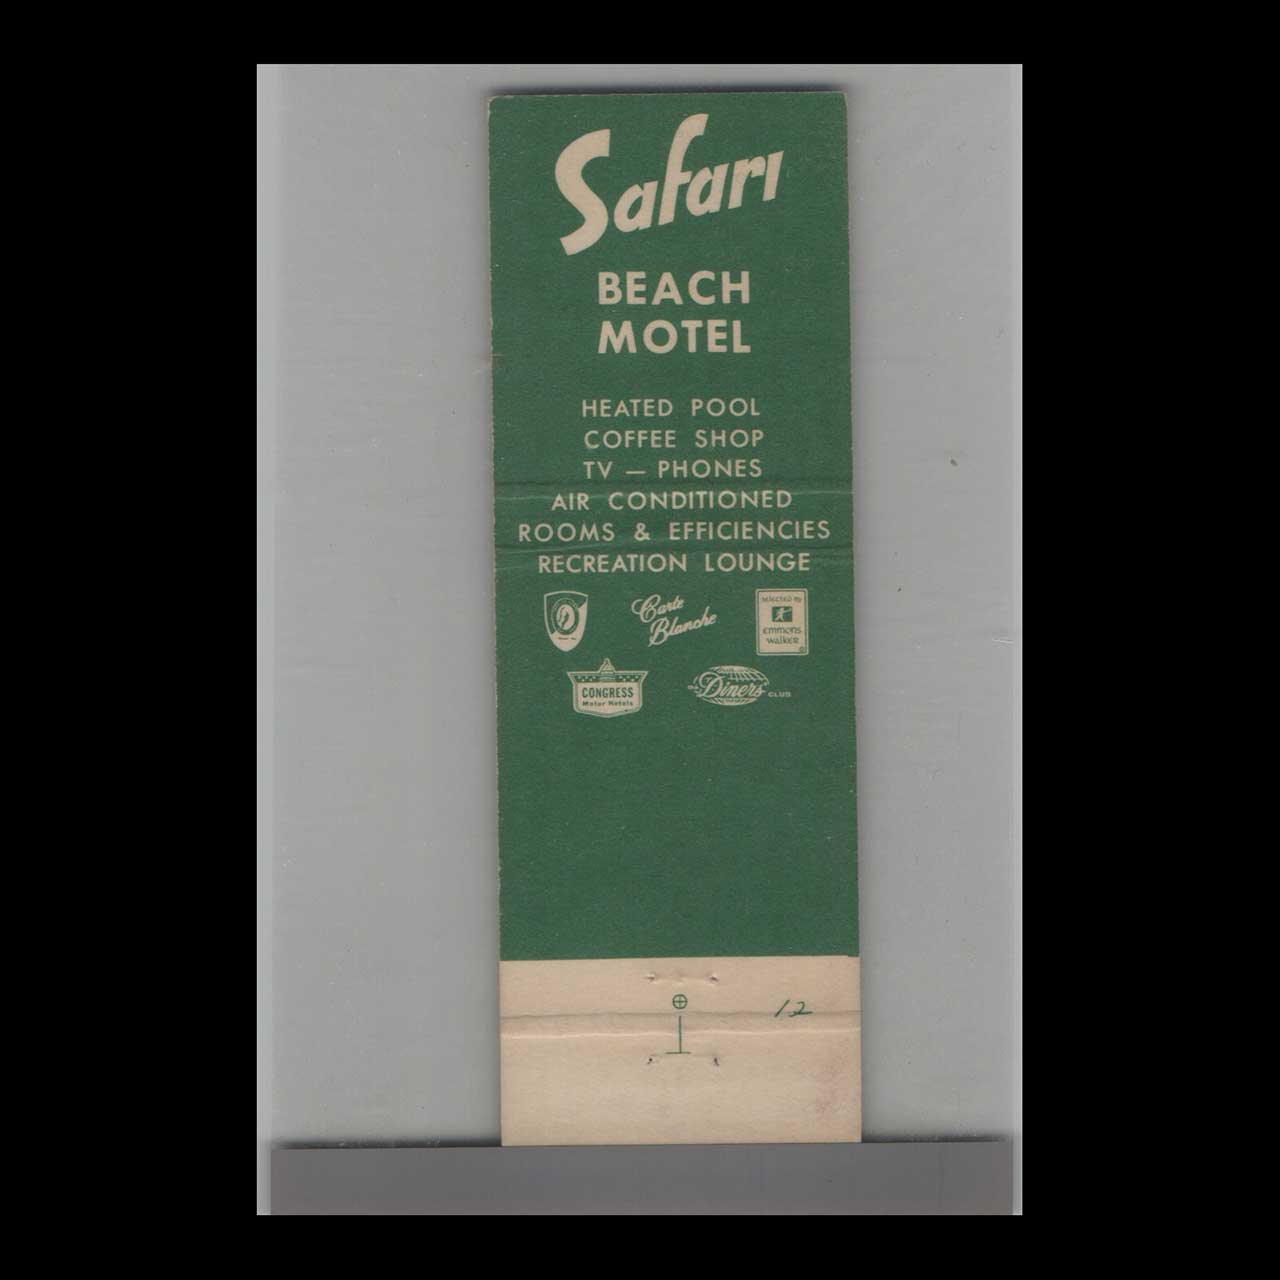 Safari
BEACH
MOTEL
HEATED POOL
COFFEE SHOP
TV — PHONES
AIR CONDITIONED
ROOMS & EFFICIENCIES
RECREATION LOUNGE
Carte
Blanche
SELECTED BY
emmons
walker
CONGRESS
Motor Hotels
Diners CLUB
12